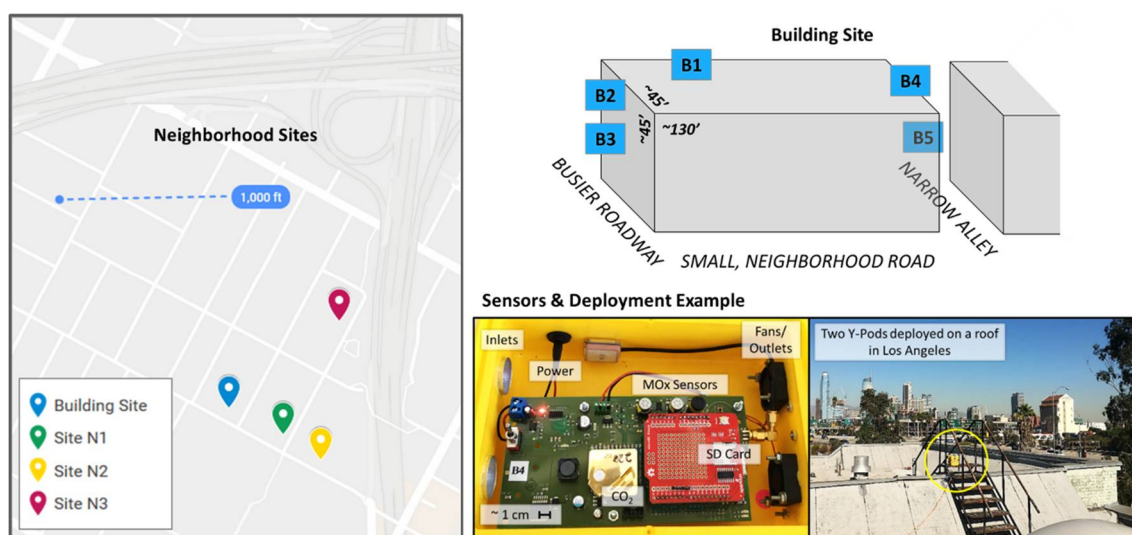 Neighborhood Sites
1,000 ft
Building Site
Site N1
Site N2
Site N3
Building Site
B1
B2
B3
B4
B5
~45'
~45'
~130'
BUSIER ROADWAY
NARROW ALLEY
SMALL, NEIGHBORHOOD ROAD
Sensors & Deployment Example
Inlets
Power
Fans/
Outlets
MOx Sensors
SD Card
B4
CO2
~ 1 cm
Two Y-Pods deployed on a roof
in Los Angeles